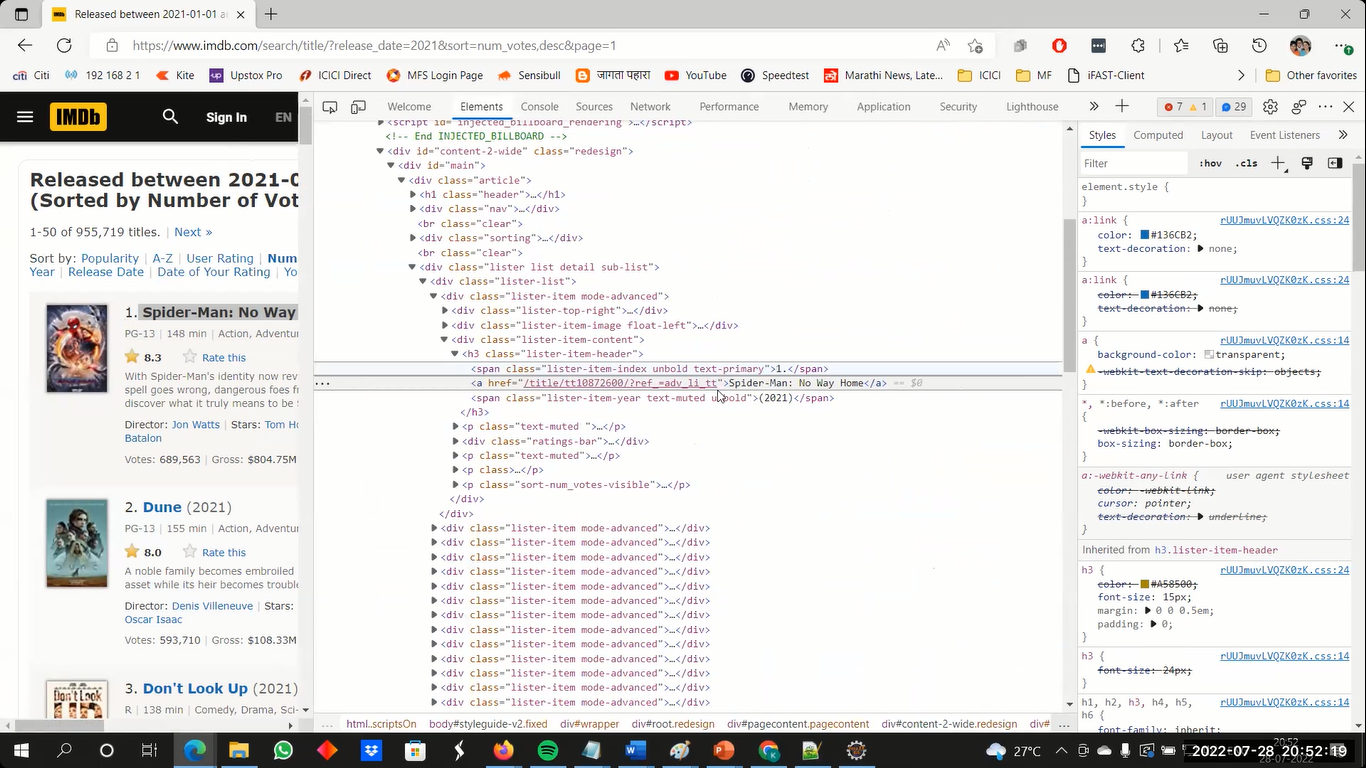 Released between 2021-01-01 a
https://www.imdb.com/search/title/?release_date=2021&sort=num_votes,desc&page=1
Citi
192 168 2 1
Kite
Upstox Pro
ICICI Direct
MFS Login Page
Sensibull
जागता पहारा
YouTube
Speedtest
Marathi News, Late...
ICICI
MF
iFAST-Client
Other favorites
IMDb
Sign In
EN
Released between 2021-0
(Sorted by Number of Vot
1-50 of 955,719 titles. | Next »
Sort by: Popularity | A-Z | User Rating | Num
Year | Release Date | Date of Your Rating | Yo
1. Spider-Man: No Way
PG-13 | 148 min | Action, Adventur
8.3 Rate this
With Spider-Man's identity now rev
spell goes wrong, dangerous foes fr
discover what it truly means to be S
Director: Jon Watts | Stars: Tom Ho
Batalon
Votes: 689,563 | Gross: $804.75M
2. Dune (2021)
PG-13 | 155 min | Action, Adventur
8.0 Rate this
A noble family becomes embroiled
asset while its heir becomes trouble
Director: Denis Villeneuve | Stars:
Oscar Isaac
Votes: 593,710 | Gross: $108.33M
3. Don't Look Up (2021)
R | 138 min | Comedy, Drama, Sci-
Welcome Elements Console Sources Network Performance Memory Application Security Lighthouse
7 1 29
<script id="injected_billboard_rendering">…</script>
<!-- End INJECTED_BILLBOARD -->
<div id="content-2-wide" class="redesign">
<div id="main">
<div class="article">
<h1 class="header">…</h1>
<div class="nav">…</div>
<br class="clear">
<div class="sorting">…</div>
<br class="clear">
<div class="lister list detail sub-list">
<div class="lister-list">
<div class="lister-item mode-advanced">
<div class="lister-top-right">…</div>
<div class="lister-item-image float-left">…</div>
<div class="lister-item-content">
<h3 class="lister-item-header">
<span class="lister-item-index unbold text-primary">1.</span>
<a href="/title/tt10872600/?ref_=adv_li_tt">Spider-Man: No Way Home</a> == $0
<span class="lister-item-year text-muted unbold">(2021)</span>
</h3>
<p class="text-muted ">…</p>
<div class="ratings-bar">…</div>
<p class="text-muted">…</p>
<p class>…</p>
<p class="sort-num_votes-visible">…</p>
</div>
</div>
<div class="lister-item mode-advanced">…</div>
<div class="lister-item mode-advanced">…</div>
<div class="lister-item mode-advanced">…</div>
<div class="lister-item mode-advanced">…</div>
<div class="lister-item mode-advanced">…</div>
<div class="lister-item mode-advanced">…</div>
<div class="lister-item mode-advanced">…</div>
<div class="lister-item mode-advanced">…</div>
<div class="lister-item mode-advanced">…</div>
<div class="lister-item mode-advanced">…</div>
<div class="lister-item mode-advanced">…</div>
<div class="lister-item mode-advanced">…</div>
<div class="lister-item mode-advanced">…</div>
html.scriptsOn body#styleguide-v2.fixed div#wrapper div#root.redesign div#pagecontent.pagecontent div#content-2-wide.redesign div#
Styles Computed Layout Event Listeners
Filter :hov .cls
element.style {
}
a:link { rUUJmuvLVQZK0zK.css:24
color: #136CB2;
text-decoration: none;
}
a:link { rUUJmuvLVQZK0zK.css:14
color: #136CB2;
text-decoration: none;
}
a { rUUJmuvLVQZK0zK.css:14
background-color: transparent;
-webkit-text-decoration-skip: objects;
}
*, *:before, *:after rUUJmuvLVQZK0zK.css:14
{
-webkit-box-sizing: border-box;
box-sizing: border-box;
}
a:-webkit-any-link { user agent stylesheet
color: -webkit-link;
cursor: pointer;
text-decoration: underline;
}
Inherited from h3.lister-item-header
h3 { rUUJmuvLVQZK0zK.css:24
color: #A58500;
font-size: 15px;
margin: 0 0 0.5em;
padding: 0;
}
h3 { rUUJmuvLVQZK0zK.css:14
font-size: 24px;
}
h1, h2, h3, h4, h5, rUUJmuvLVQZK0zK.css:14
h6 {
font-family: inherit;
27°C
2022-07-28 20:52:19